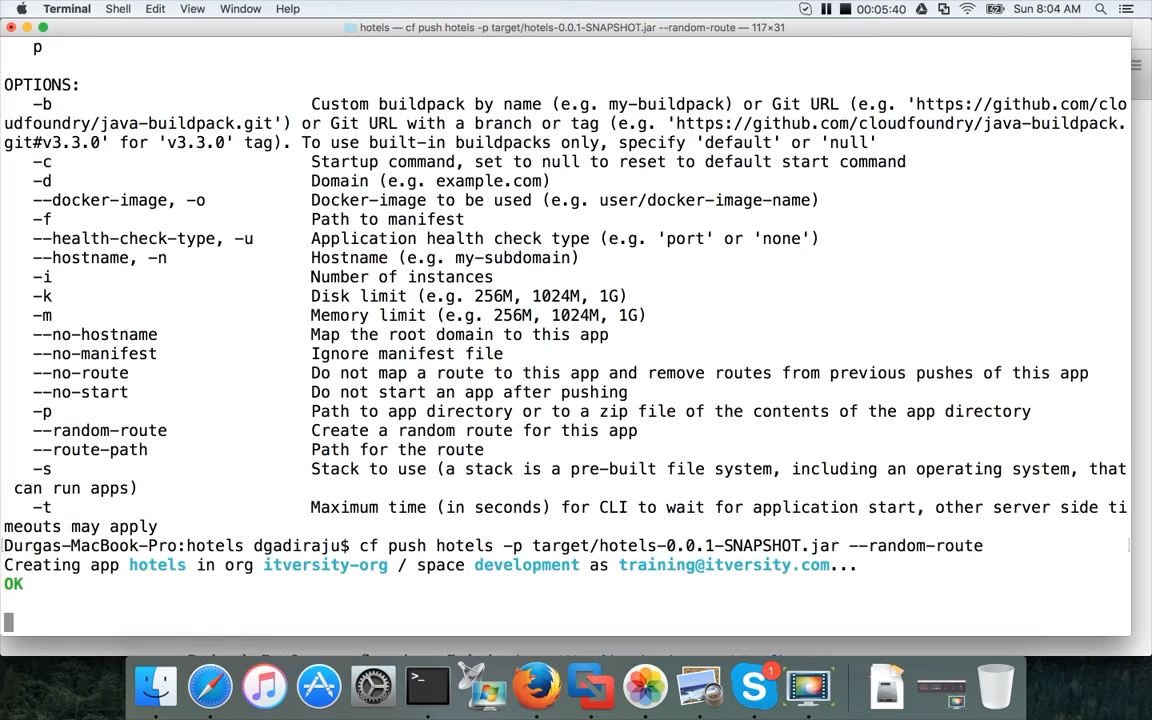 Terminal Shell Edit View Window Help 00:05:40 Sun 8:04 AM
hotels — cf push hotels -p target/hotels-0.0.1-SNAPSHOT.jar --random-route — 117×31
p
OPTIONS:
-b Custom buildpack by name (e.g. my-buildpack) or Git URL (e.g. 'https://github.com/clo
udfoundry/java-buildpack.git') or Git URL with a branch or tag (e.g. 'https://github.com/cloudfoundry/java-buildpack.
git#v3.3.0' for 'v3.3.0' tag). To use built-in buildpacks only, specify 'default' or 'null'
-c Startup command, set to null to reset to default start command
-d Domain (e.g. example.com)
--docker-image, -o Docker-image to be used (e.g. user/docker-image-name)
-f Path to manifest
--health-check-type, -u Application health check type (e.g. 'port' or 'none')
--hostname, -n Hostname (e.g. my-subdomain)
-i Number of instances
-k Disk limit (e.g. 256M, 1024M, 1G)
-m Memory limit (e.g. 256M, 1024M, 1G)
--no-hostname Map the root domain to this app
--no-manifest Ignore manifest file
--no-route Do not map a route to this app and remove routes from previous pushes of this app
--no-start Do not start an app after pushing
-p Path to app directory or to a zip file of the contents of the app directory
--random-route Create a random route for this app
--route-path Path for the route
-s Stack to use (a stack is a pre-built file system, including an operating system, that
can run apps)
-t Maximum time (in seconds) for CLI to wait for application start, other server side ti
meouts may apply
Durgas-MacBook-Pro:hotels dgadiraju$ cf push hotels -p target/hotels-0.0.1-SNAPSHOT.jar --random-route
Creating app hotels in org itversity-org / space development as training@itversity.com...
OK
1